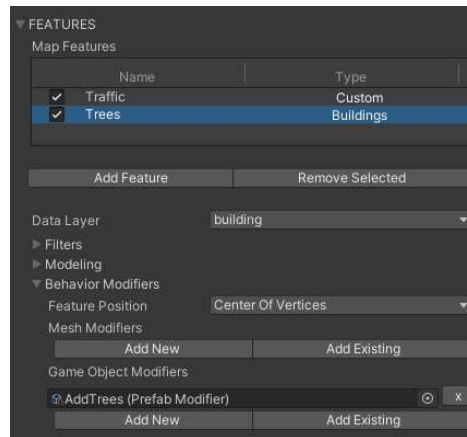 FEATURES
Map Features
Name Type
Traffic Custom
Trees Buildings
Add Feature Remove Selected
Data Layer building
Filters
Modeling
Behavior Modifiers
Feature Position Center Of Vertices
Mesh Modifiers
Add New Add Existing
Game Object Modifiers
AddTrees (Prefab Modifier) x
Add New Add Existing